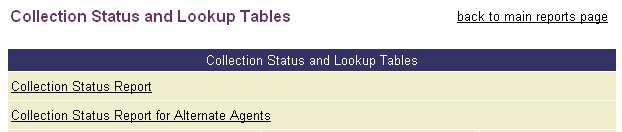 Collection Status and Lookup Tables
back to main reports page
Collection Status and Lookup Tables
Collection Status Report
Collection Status Report for Alternate Agents